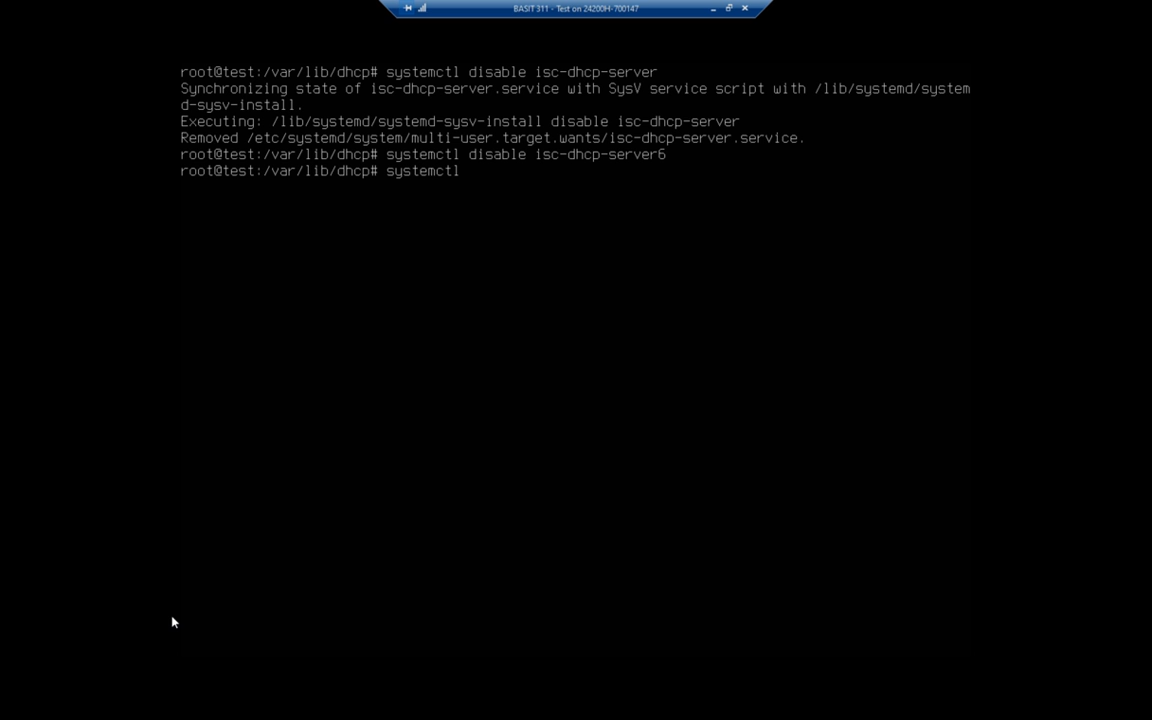 BASIT 311 - Test on 24200H-700147
root@test:/var/lib/dhcp# systemctl disable isc-dhcp-server
Synchronizing state of isc-dhcp-server.service with SysV service script with /lib/systemd/system
d-sysv-install.
Executing: /lib/systemd/systemd-sysv-install disable isc-dhcp-server
Removed /etc/systemd/system/multi-user.target.wants/isc-dhcp-server.service.
root@test:/var/lib/dhcp# systemctl disable isc-dhcp-server6
root@test:/var/lib/dhcp# systemctl